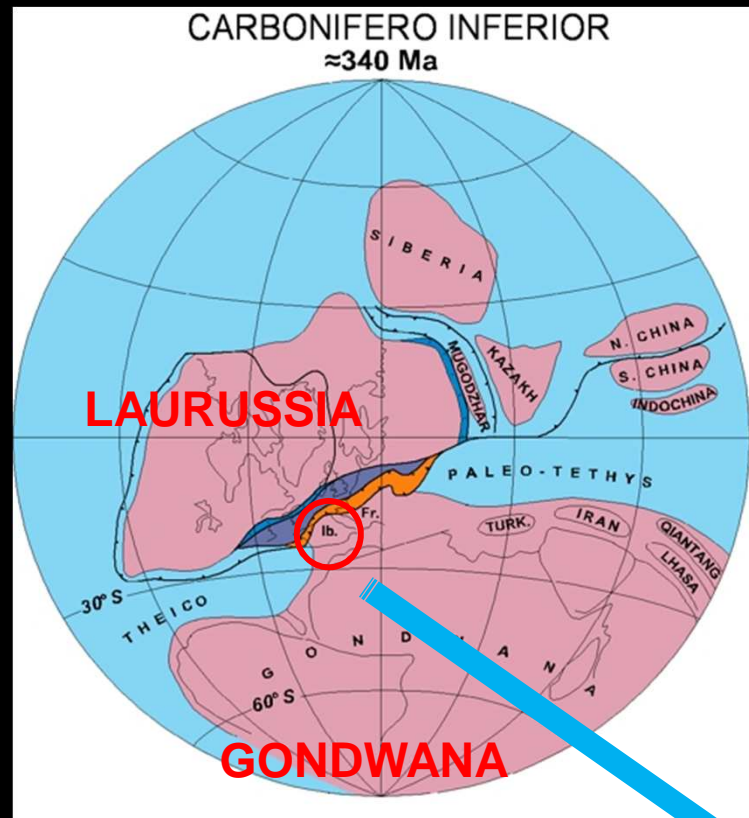 CARBONIFERO INFERIOR
≈340 Ma
SIBERIA
MUGODZHAR
KAZAKH
N. CHINA
S. CHINA
INDOCHINA
LAURUSSIA
PALEO-TETHYS
Fr.
Ib.
TURK.
IRAN
QIANTANG
LHASA
30° S
THEICO
GONDWANA
60° S
GONDWANA